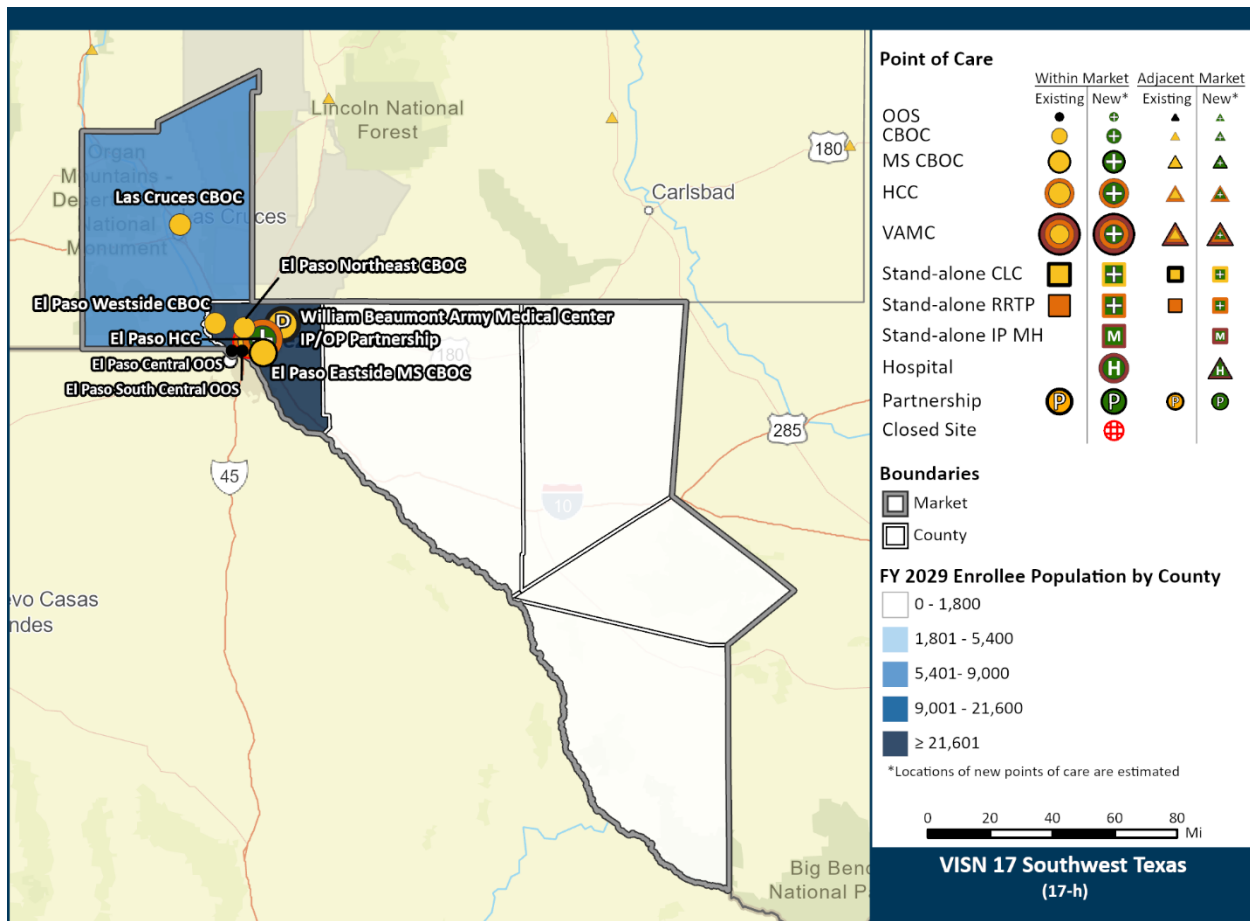 Lincoln National
Forest
180
Organ
Mountains -
Desert
National
Monument
Las Cruces CBOC
Las Cruces
Carlsbad
El Paso Northeast CBOC
El Paso Westside CBOC
P
William Beaumont Army Medical Center
IP/OP Partnership
El Paso HCC
180
El Paso Central OOS
El Paso Eastside MS CBOC
El Paso South Central OOS
285
45
10
evo Casas
ndes
Big Bend
National Pa
Point of Care
Within Market Adjacent Market
Existing New* Existing New*
OOS
CBOC
MS CBOC
HCC
VAMC
Stand-alone CLC
Stand-alone RRTP
Stand-alone IP MH M M
Hospital H H
Partnership P P P P
Closed Site
Boundaries
Market
County
FY 2029 Enrollee Population by County
0 - 1,800
1,801 - 5,400
5,401- 9,000
9,001 - 21,600
≥ 21,601
*Locations of new points of care are estimated
0 20 40 60 80
Mi
VISN 17 Southwest Texas
(17-h)